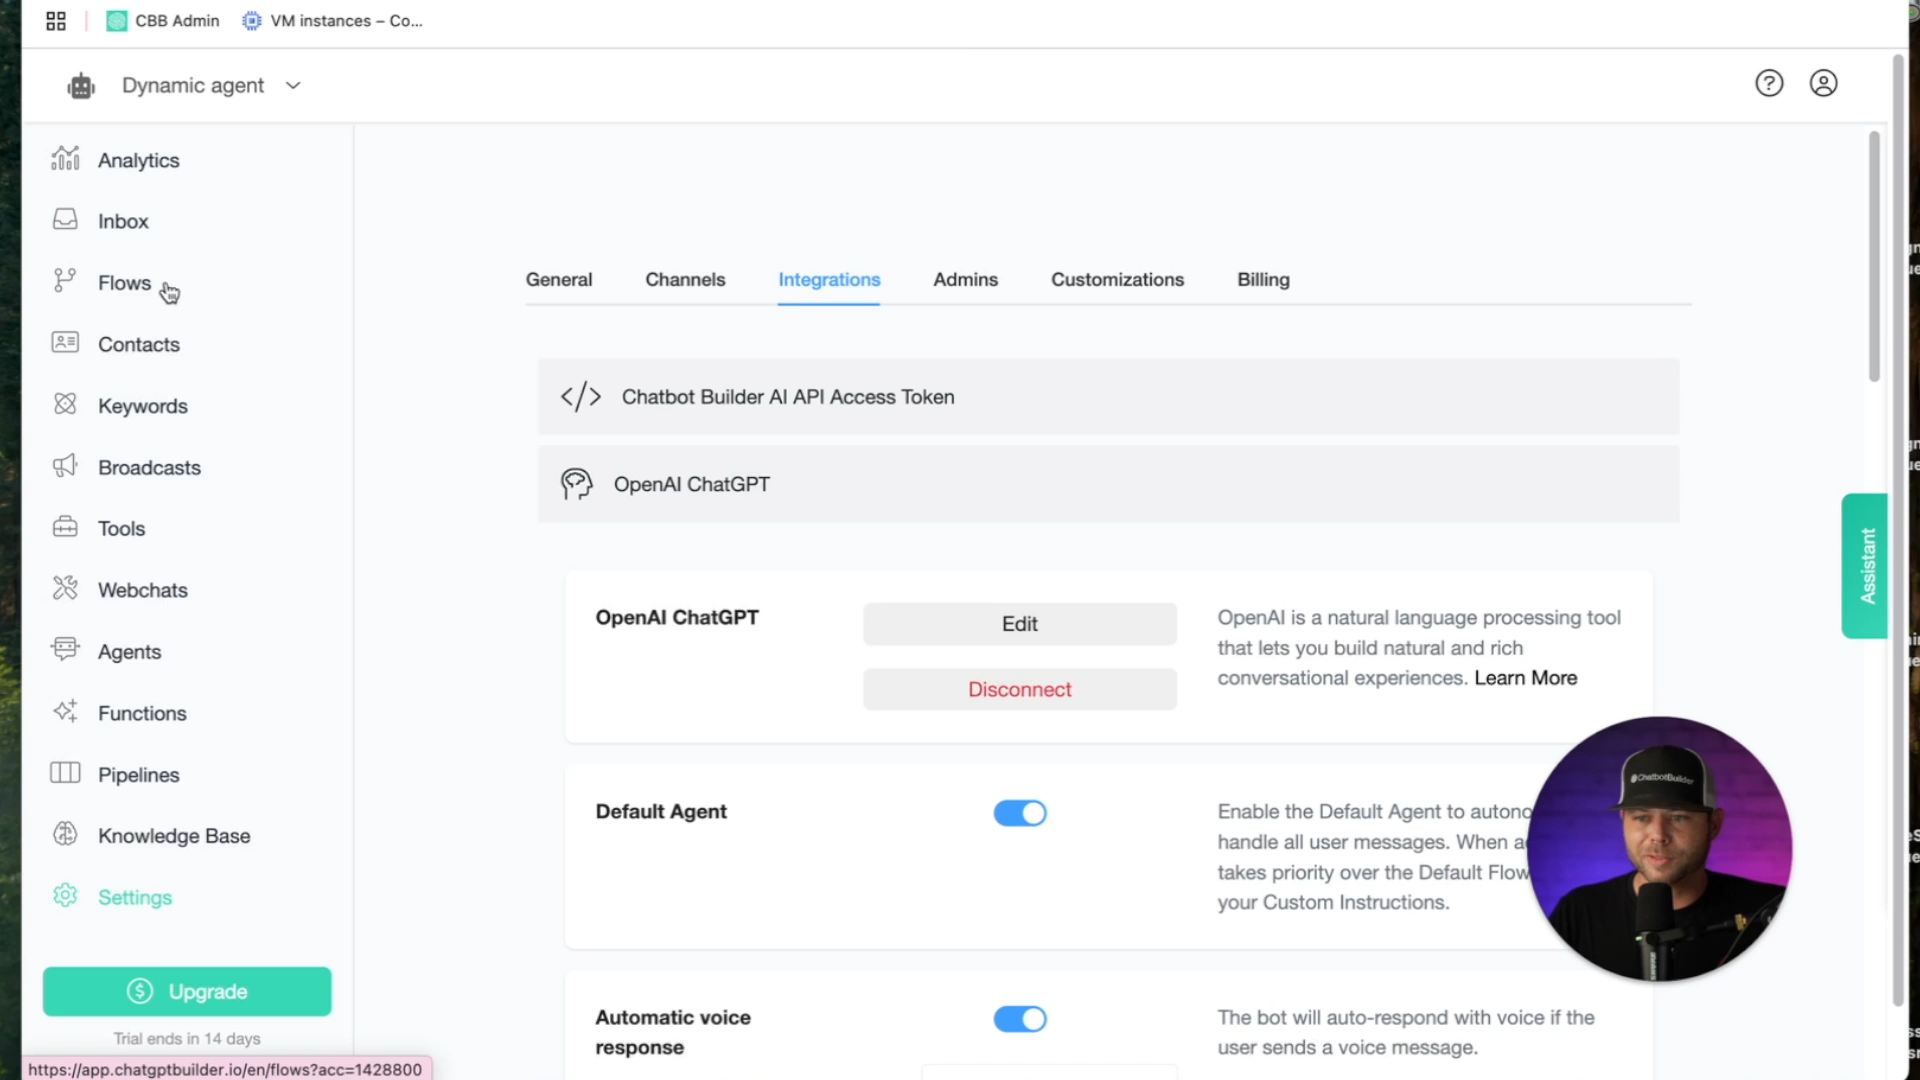 CBB Admin
VM instances – Co...
Dynamic agent
Analytics
Inbox
Flows
Contacts
Keywords
Broadcasts
Tools
Webchats
Agents
Functions
Pipelines
Knowledge Base
Settings
$ Upgrade
Trial ends in 14 days
https://app.chatgptbuilder.io/en/flows?acc=1428800
General Channels Integrations Admins Customizations Billing
</> Chatbot Builder AI API Access Token
OpenAI ChatGPT
OpenAI ChatGPT
Edit
Disconnect
OpenAI is a natural language processing tool
that lets you build natural and rich
conversational experiences. Learn More
Default Agent
Enable the Default Agent to autono
handle all user messages. When a
takes priority over the Default Flow
your Custom Instructions.
Automatic voice
response
The bot will auto-respond with voice if the
user sends a voice message.
Assistant
@ChatbotBuilder